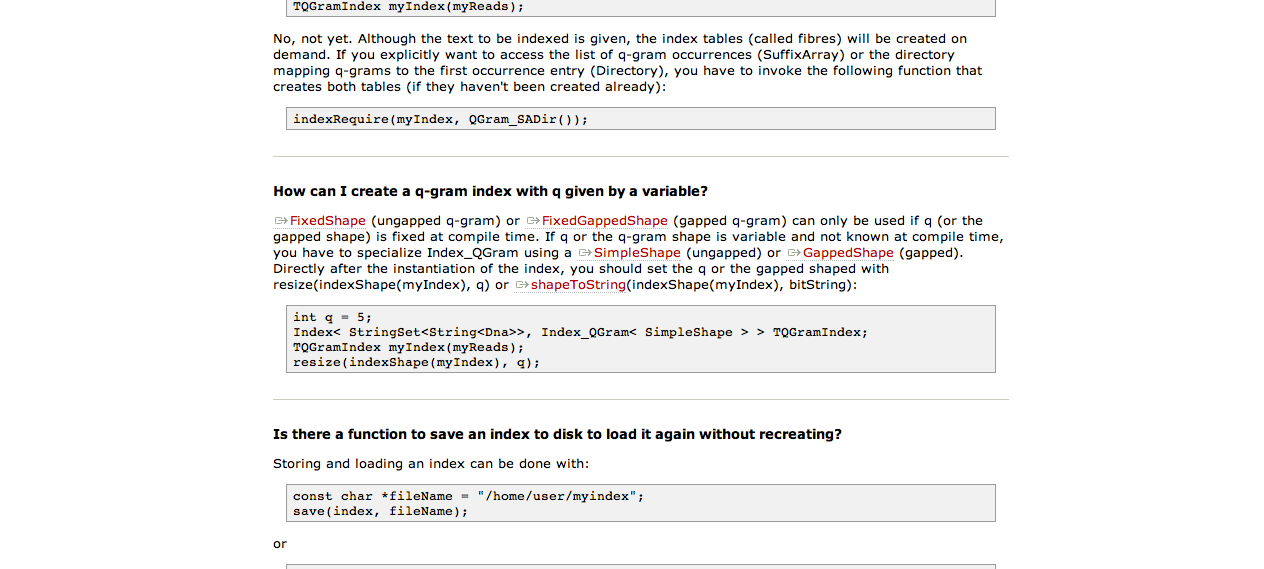 TQGramIndex myIndex(myReads);
No, not yet. Although the text to be indexed is given, the index tables (called fibres) will be created on
demand. If you explicitly want to access the list of q-gram occurrences (SuffixArray) or the directory
mapping q-grams to the first occurrence entry (Directory), you have to invoke the following function that
creates both tables (if they haven't been created already):
indexRequire(myIndex, QGram_SADir());
How can I create a q-gram index with q given by a variable?
FixedShape (ungapped q-gram) or FixedGappedShape (gapped q-gram) can only be used if q (or the
gapped shape) is fixed at compile time. If q or the q-gram shape is variable and not known at compile time,
you have to specialize Index_QGram using a SimpleShape (ungapped) or GappedShape (gapped).
Directly after the instantiation of the index, you should set the q or the gapped shaped with
resize(indexShape(myIndex), q) or shapeToString(indexShape(myIndex), bitString):
int q = 5;
Index< StringSet<String<Dna>>, Index_QGram< SimpleShape > > TQGramIndex;
TQGramIndex myIndex(myReads);
resize(indexShape(myIndex), q);
Is there a function to save an index to disk to load it again without recreating?
Storing and loading an index can be done with:
const char *fileName = "/home/user/myindex";
save(index, fileName);
or